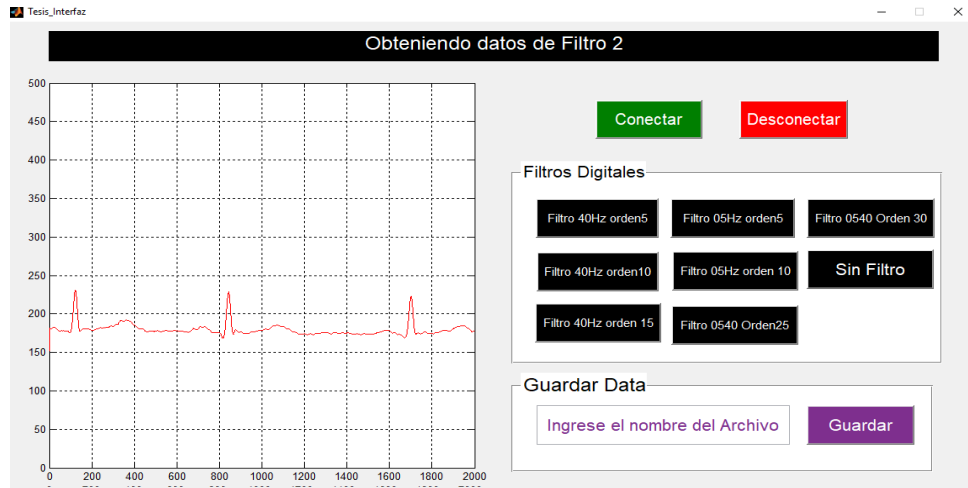 Tesis_Interfaz
Obteniendo datos de Filtro 2
500
450
400
350
300
250
200
150
100
50
0
0 200 400 600 800 1000 1200 1400 1600 1800 2000
Conectar
Desconectar
Filtros Digitales
Filtro 40Hz orden5
Filtro 05Hz orden5
Filtro 0540 Orden 30
Filtro 40Hz orden10
Filtro 05Hz orden 10
Sin Filtro
Filtro 40Hz orden 15
Filtro 0540 Orden25
Guardar Data
Ingrese el nombre del Archivo
Guardar